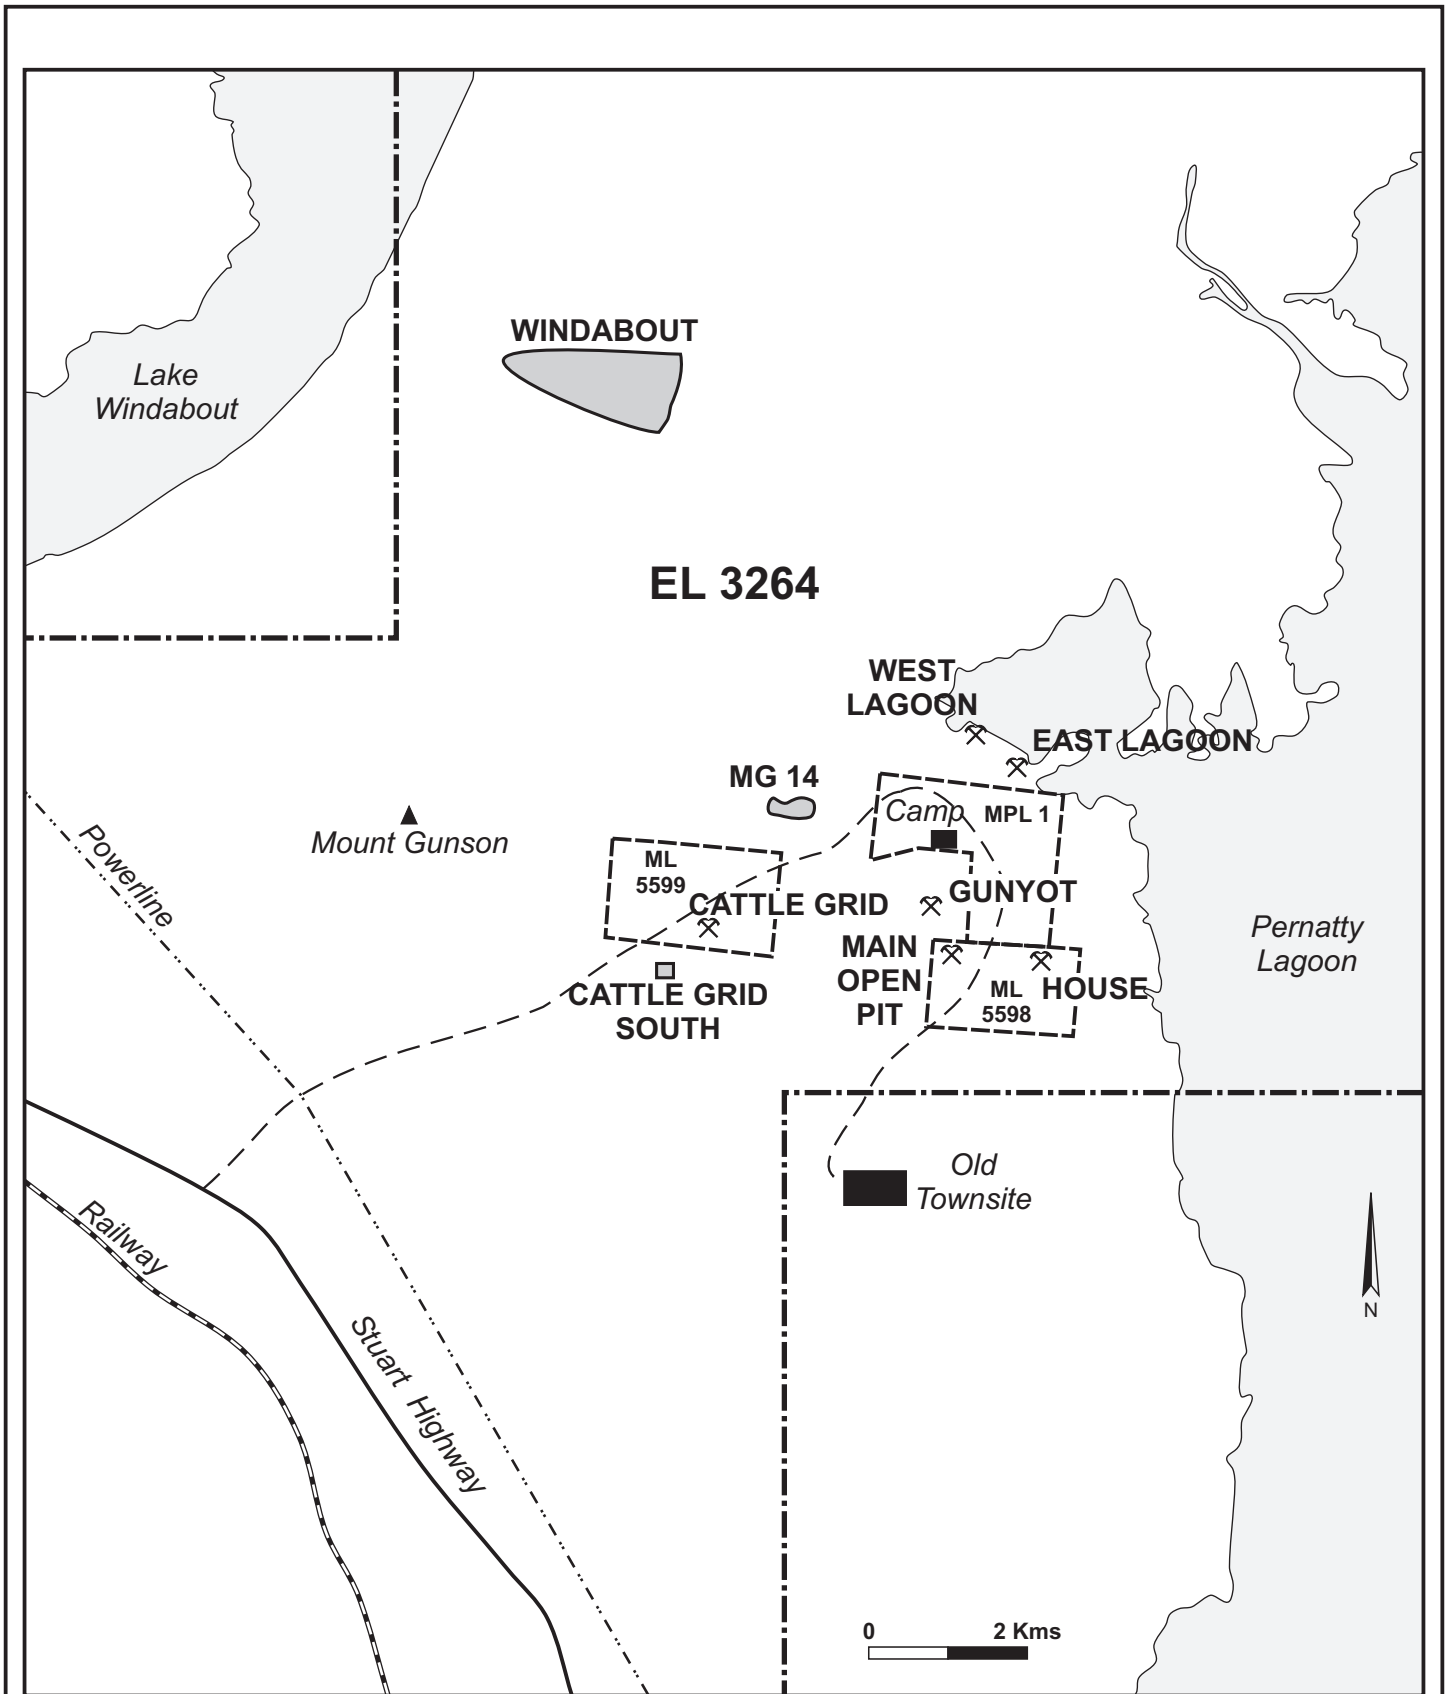 WINDABOUT
Lake
Windabout
EL 3264
WEST
LAGOON
EAST LAGOON
MG 14
Camp
MPL 1
Mount Gunson
Powerline
ML
5599
CATTLE GRID
GUNYOT
MAIN
OPEN
PIT
Pernatty
Lagoon
ML
5598
HOUSE
CATTLE GRID
SOUTH
Old
Townsite
Railway
Stuart Highway
N
0 2 Kms